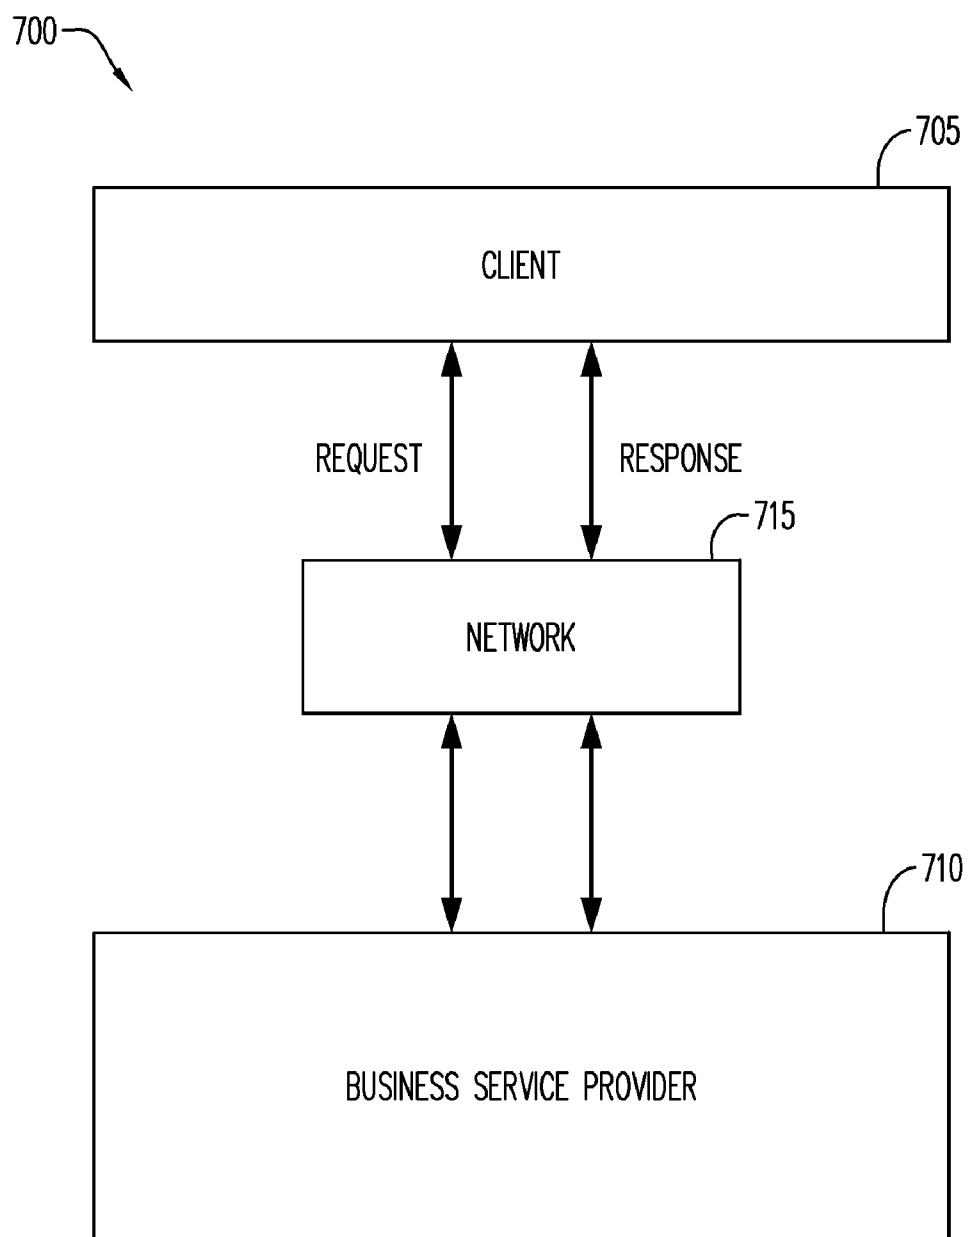 700
705
CLIENT
REQUEST
RESPONSE
715
NETWORK
710
BUSINESS SERVICE PROVIDER